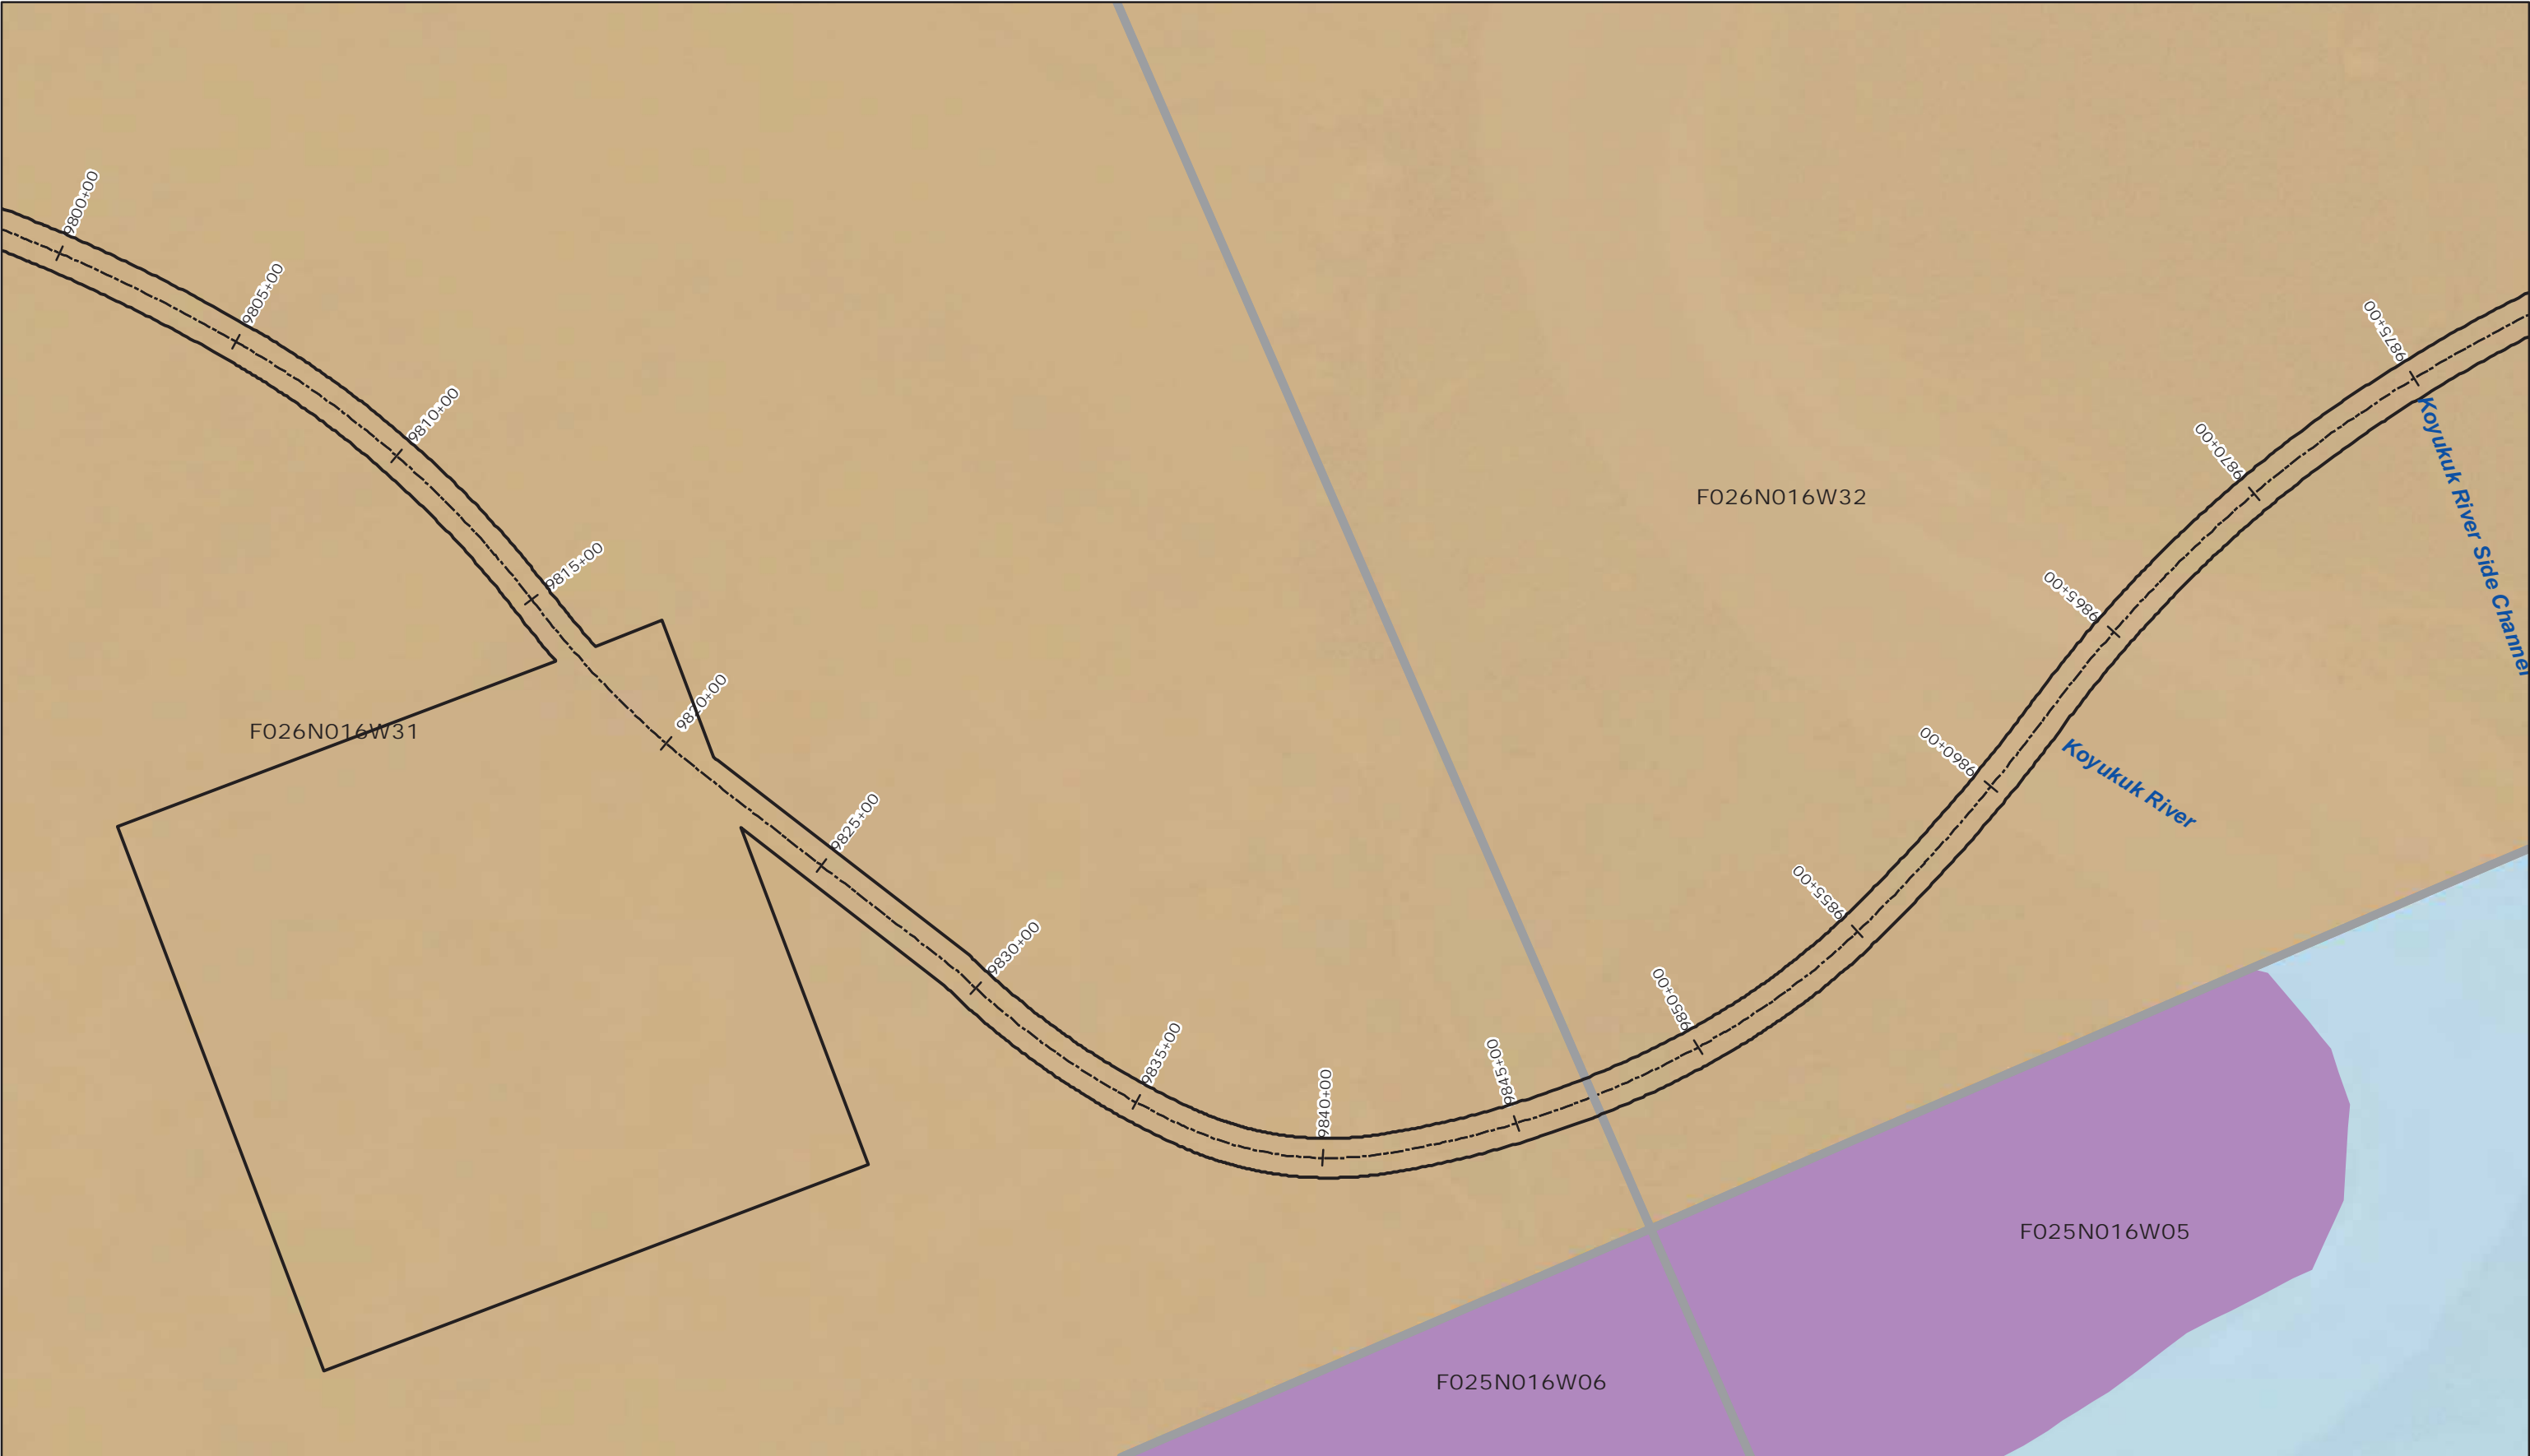 9800+00
9805+00
9810+00
9815+00
9820+00
9825+00
9830+00
9835+00
9840+00
9845+00
9850+00
9855+00
9860+00
9865+00
9870+00
9875+00
F026N016W31
F026N016W32
Koyukuk River Side Channel
Koyukuk River
F025N016W05
F025N016W06